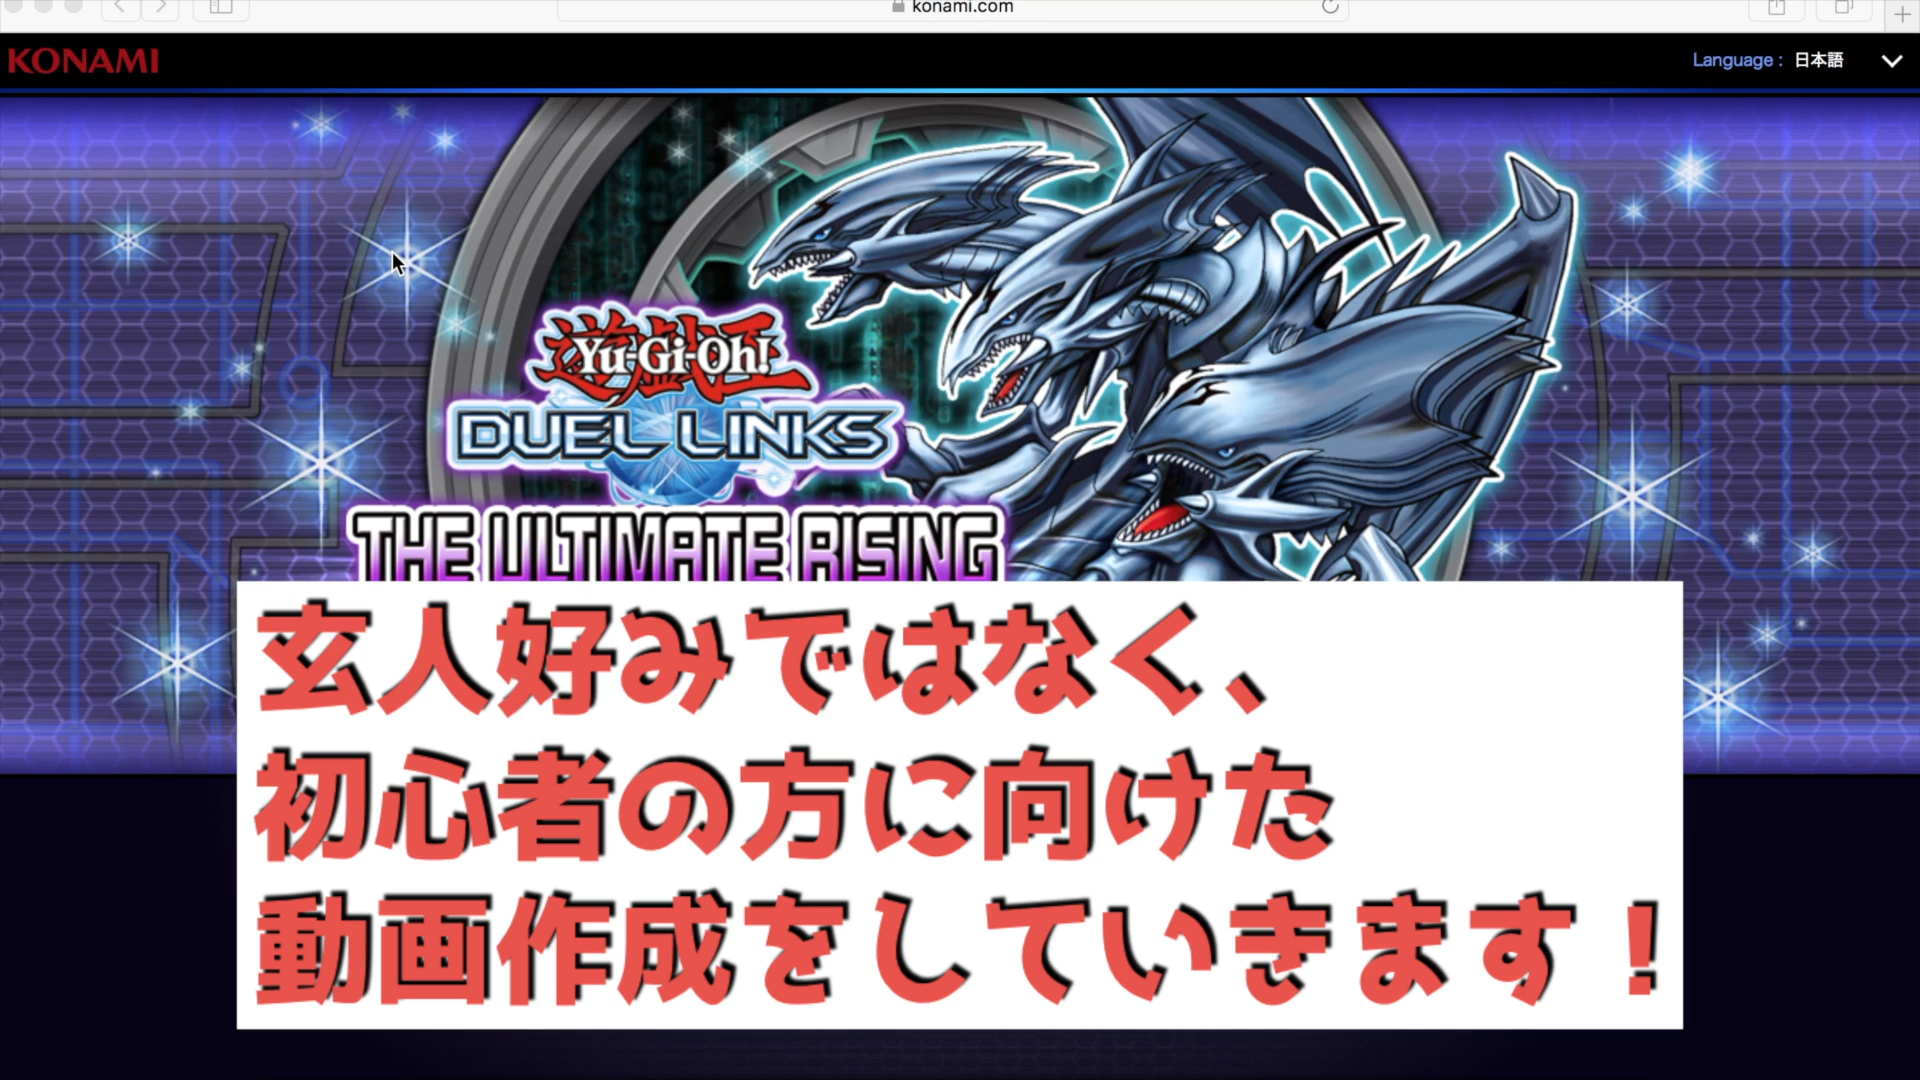 konami.com
KONAMI
Language : 日本語
遊戯王
Yu-Gi-Oh!
DUEL LINKS
THE ULTIMATE RISING
玄人好みではなく、
初心者の方に向けた
動画作成をしていきます！